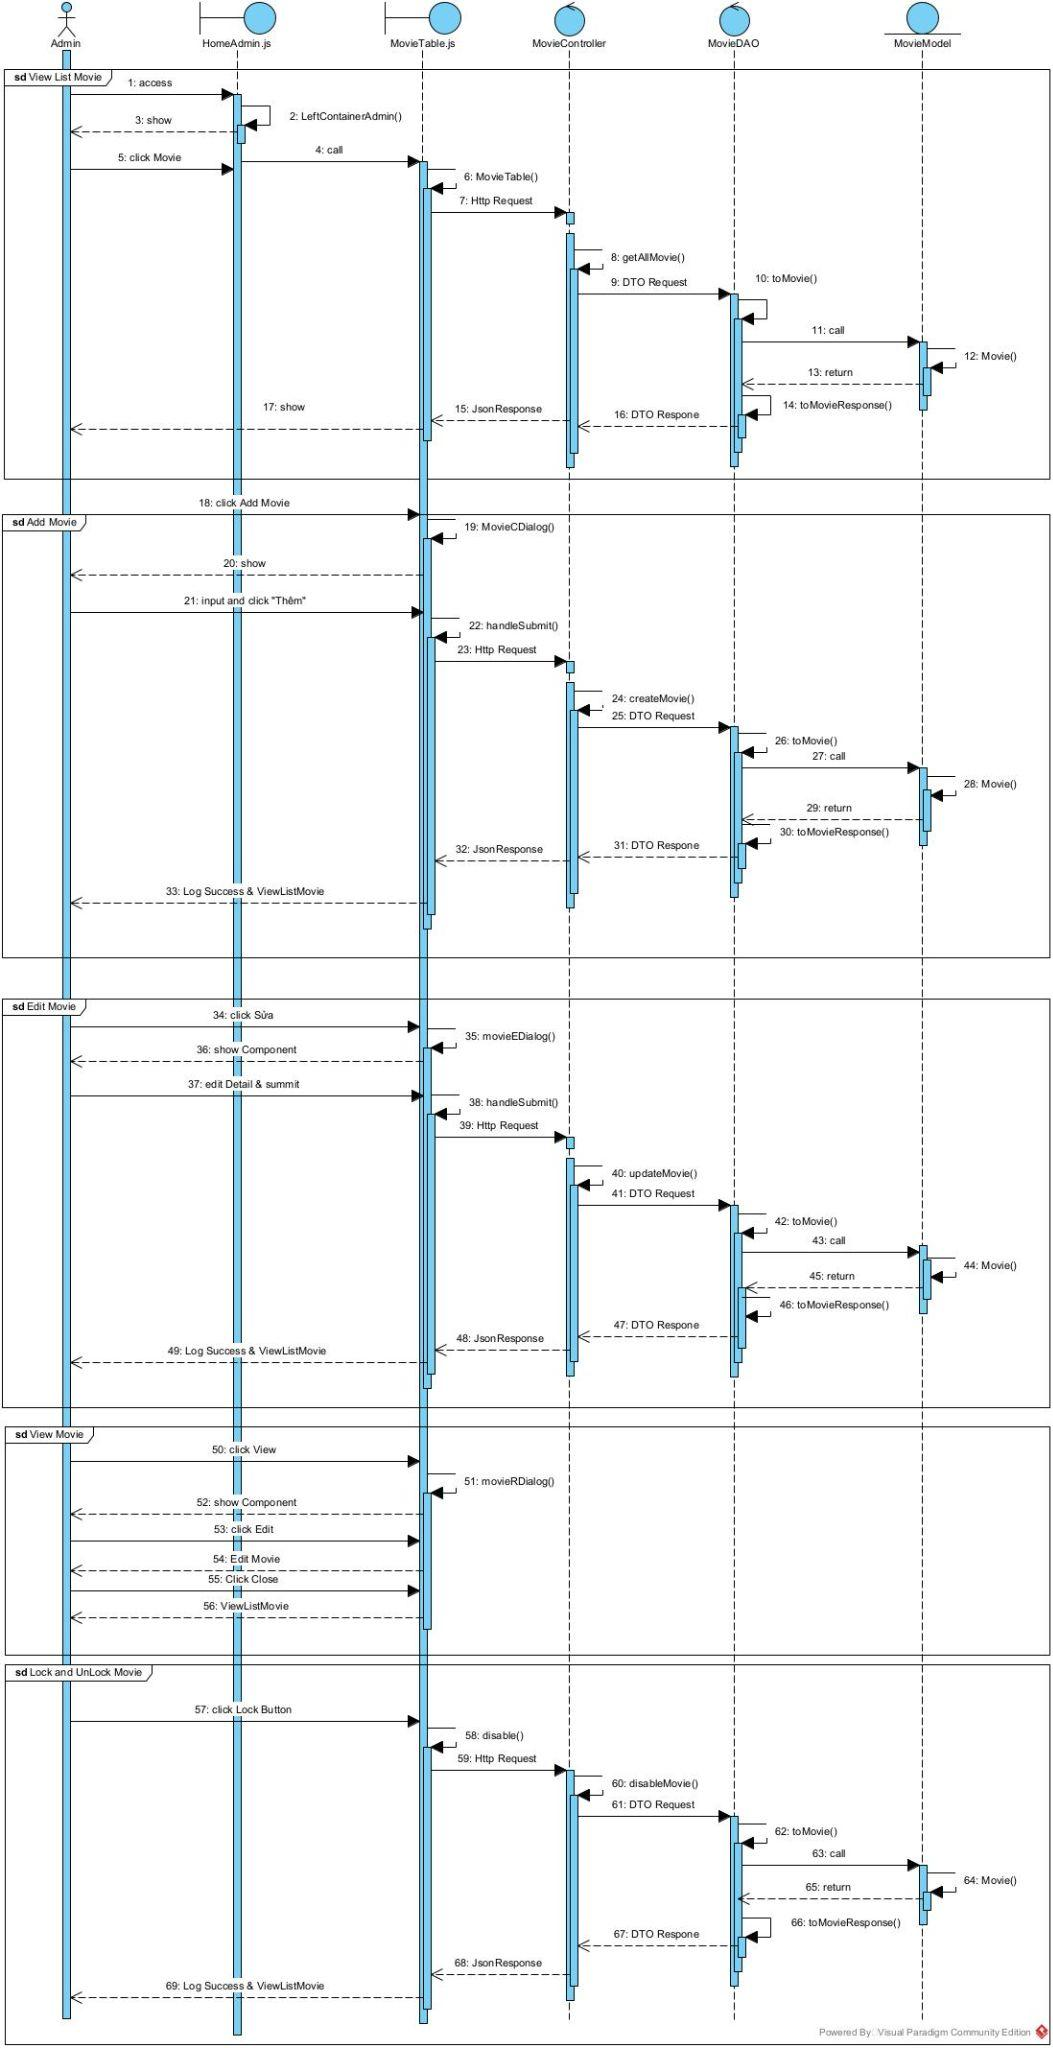 Admin
HomeAdmin.js
MovieTable.js
MovieController
MovieDAO
MovieModel
sd View List Movie
1: access
2: LeftContainerAdmin()
3: show
4: call
5: click Movie
6: MovieTable()
7: Http Request
8: getAllMovie()
9: DTO Request
10: toMovie()
11: call
12: Movie()
13: return
14: toMovieResponse()
15: JsonResponse
16: DTO Respone
17: show
18: click Add Movie
sd Add Movie
19: MovieCDialog()
20: show
21: input and click "Thêm"
22: handleSubmit()
23: Http Request
24: createMovie()
25: DTO Request
26: toMovie()
27: call
28: Movie()
29: return
30: toMovieResponse()
31: DTO Respone
32: JsonResponse
33: Log Success & ViewListMovie
sd Edit Movie
34: click Sửa
35: movieEDialog()
36: show Component
37: edit Detail & summit
38: handleSubmit()
39: Http Request
40: updateMovie()
41: DTO Request
42: toMovie()
43: call
44: Movie()
45: return
46: toMovieResponse()
47: DTO Respone
48: JsonResponse
49: Log Success & ViewListMovie
sd View Movie
50: click View
51: movieRDialog()
52: show Component
53: click Edit
54: Edit Movie
55: Click Close
56: ViewListMovie
sd Lock and UnLock Movie
57: click Lock Button
58: disable()
59: Http Request
60: disableMovie()
61: DTO Request
62: toMovie()
63: call
64: Movie()
65: return
66: toMovieResponse()
67: DTO Respone
68: JsonResponse
69: Log Success & ViewListMovie
Powered By: Visual Paradigm Community Edition